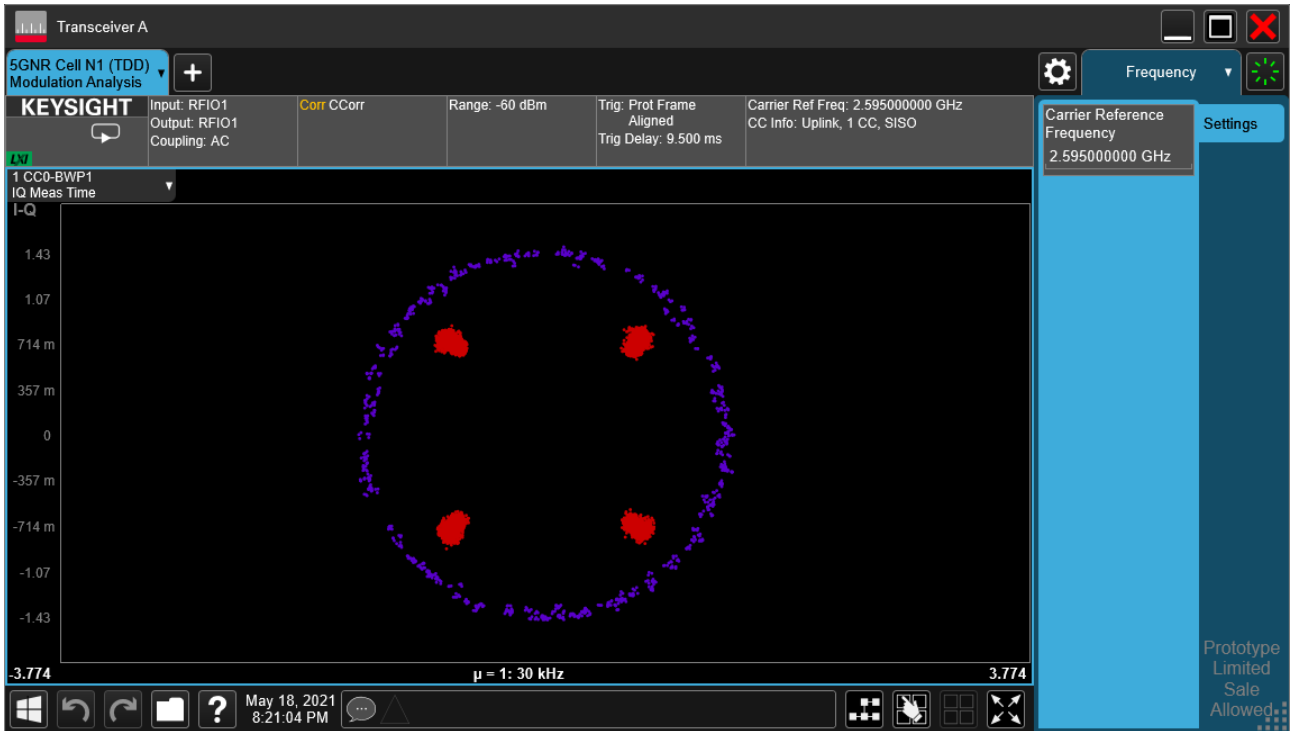 Transceiver A
5GNR Cell N1 (TDD)
Modulation Analysis
Frequency
KEYSIGHT
LXI
Input: RFIO1
Output: RFIO1
Coupling: AC
Corr CCorr
Range: -60 dBm
Trig: Prot Frame
Aligned
Trig Delay: 9.500 ms
Carrier Ref Freq: 2.595000000 GHz
CC Info: Uplink, 1 CC, SISO
Carrier Reference
Frequency
2.595000000 GHz
Settings
1 CC0-BWP1
IQ Meas Time
I-Q
1.43
1.07
714 m
357 m
0
-357 m
-714 m
-1.07
-1.43
-3.774
μ = 1: 30 kHz
3.774
?
May 18, 2021
8:21:04 PM
Prototype
Limited
Sale
Allowed